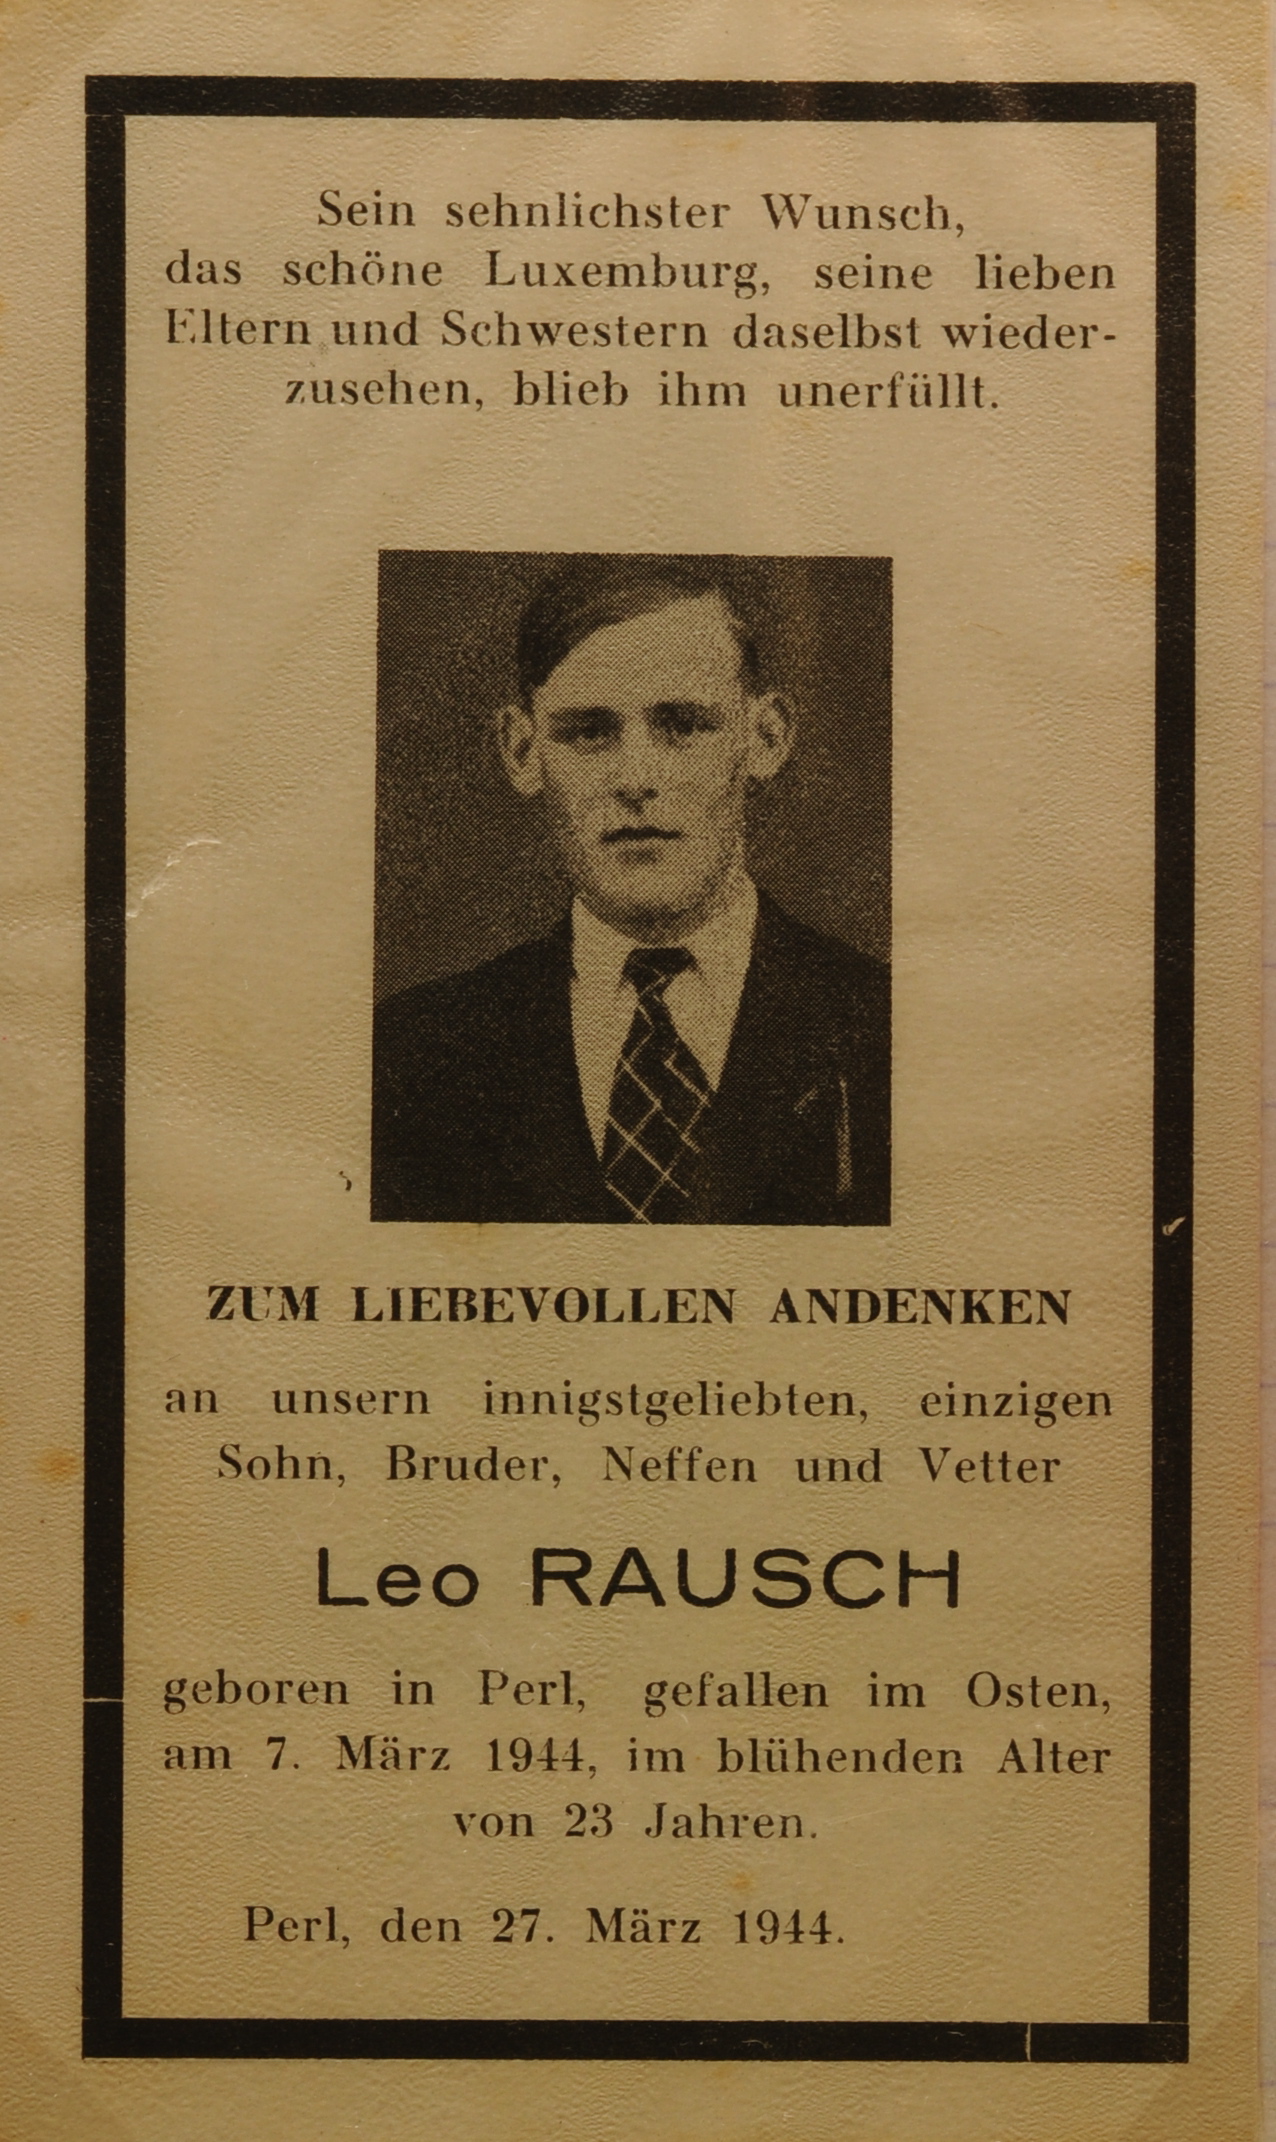 Sein sehnlichster Wunsch,
das schöne Luxemburg, seine lieben
Eltern und Schwestern daselbst wieder-
zusehen, blieb ihm unerfüllt.
ZUM LIEBEVOLLEN ANDENKEN
an unsern innigstgeliebten, einzigen
Sohn, Bruder, Neffen und Vetter
Leo RAUSCH
geboren in Perl, gefallen im Osten,
am 7. März 1944, im blühenden Alter
von 23 Jahren.
Perl, den 27. März 1944.